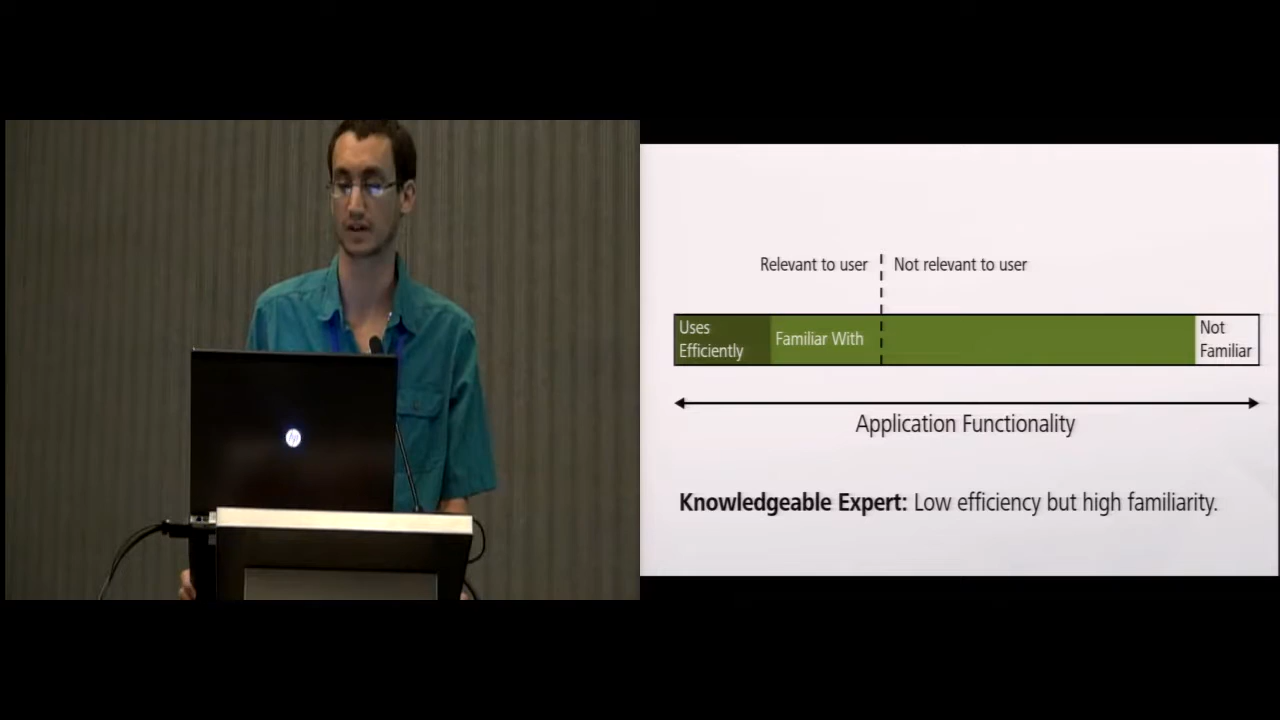 Relevant to user
Not relevant to user
Uses
Efficiently
Familiar With
Not
Familiar
Application Functionality
Knowledgeable Expert: Low efficiency but high familiarity.
hp